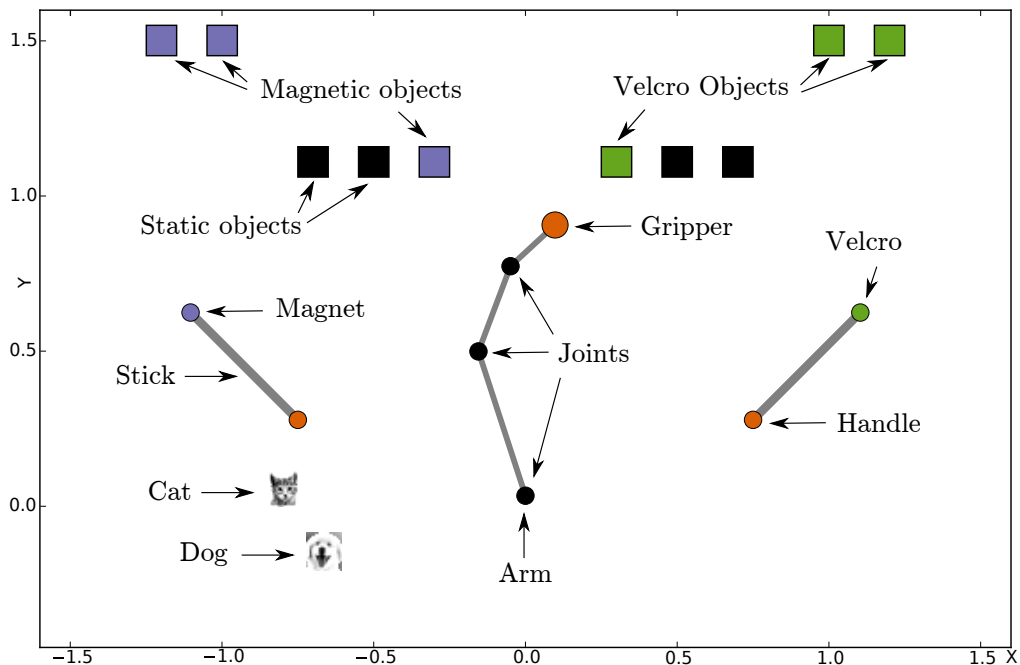 1.5
Magnetic objects
Velcro Objects
1.0
Static objects
Gripper
Velcro
Y
Magnet
0.5
Joints
Stick
Handle
Cat
0.0
Dog
Arm
−1.5 −1.0 −0.5 0.0 0.5 1.0 1.5 X